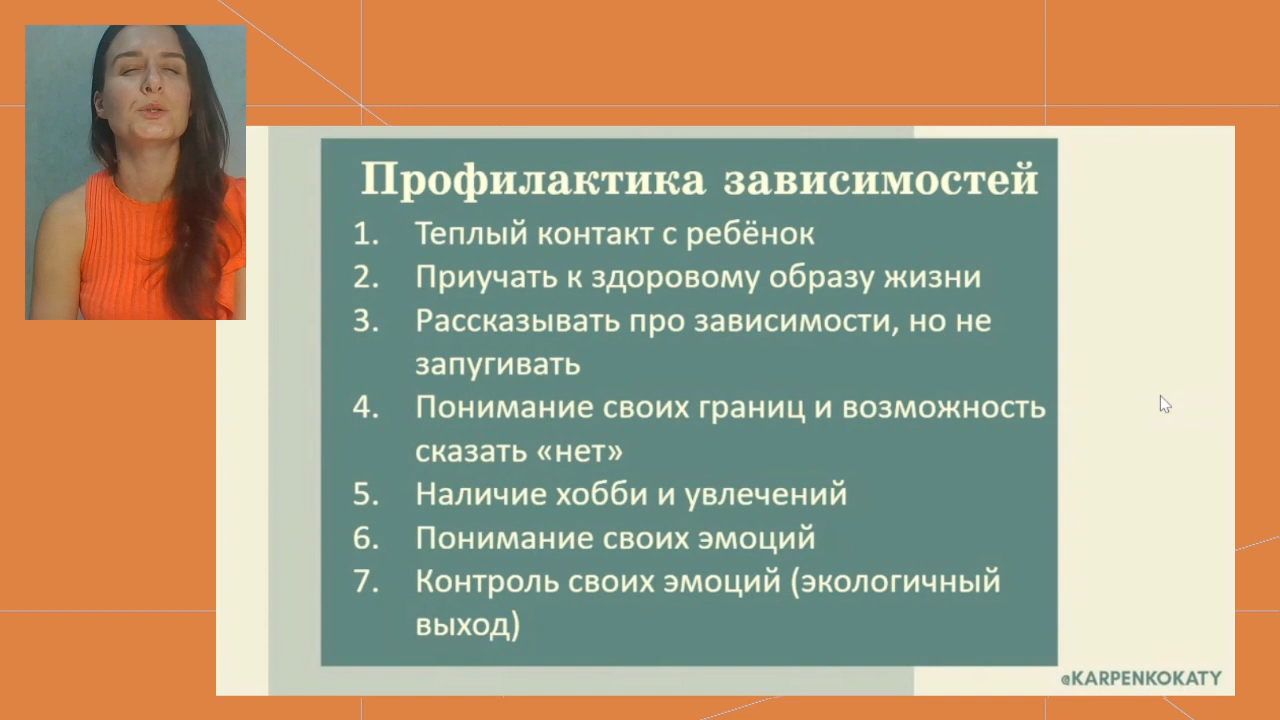 Профилактика зависимостей
1. Теплый контакт с ребёнок
2. Приучать к здоровому образу жизни
3. Рассказывать про зависимости, но не
запугивать
4. Понимание своих границ и возможность
сказать «нет»
5. Наличие хобби и увлечений
6. Понимание своих эмоций
7. Контроль своих эмоций (экологичный
выход)
@KARPENKOKATY